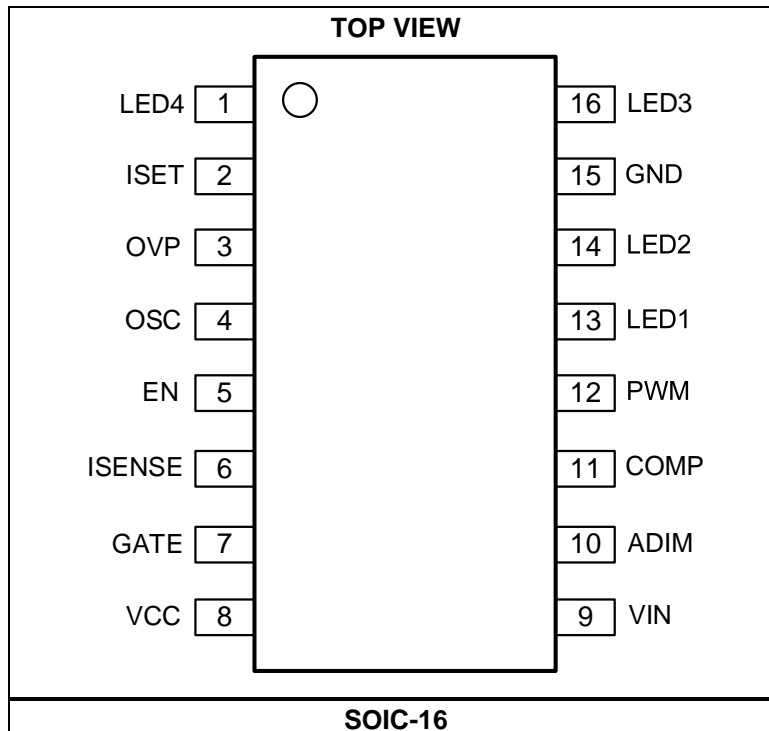 TOP VIEW
LED4 1 16 LED3
ISET 2 15 GND
OVP 3 14 LED2
OSC 4 13 LED1
EN 5 12 PWM
ISENSE 6 11 COMP
GATE 7 10 ADIM
VCC 8 9 VIN
SOIC-16